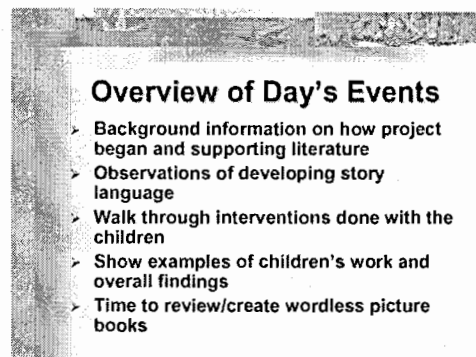 Overview of Day's Events
➢ Background information on how project
began and supporting literature
➢ Observations of developing story
language
➢ Walk through interventions done with the
children
➢ Show examples of children's work and
overall findings
➢ Time to review/create wordless picture
books